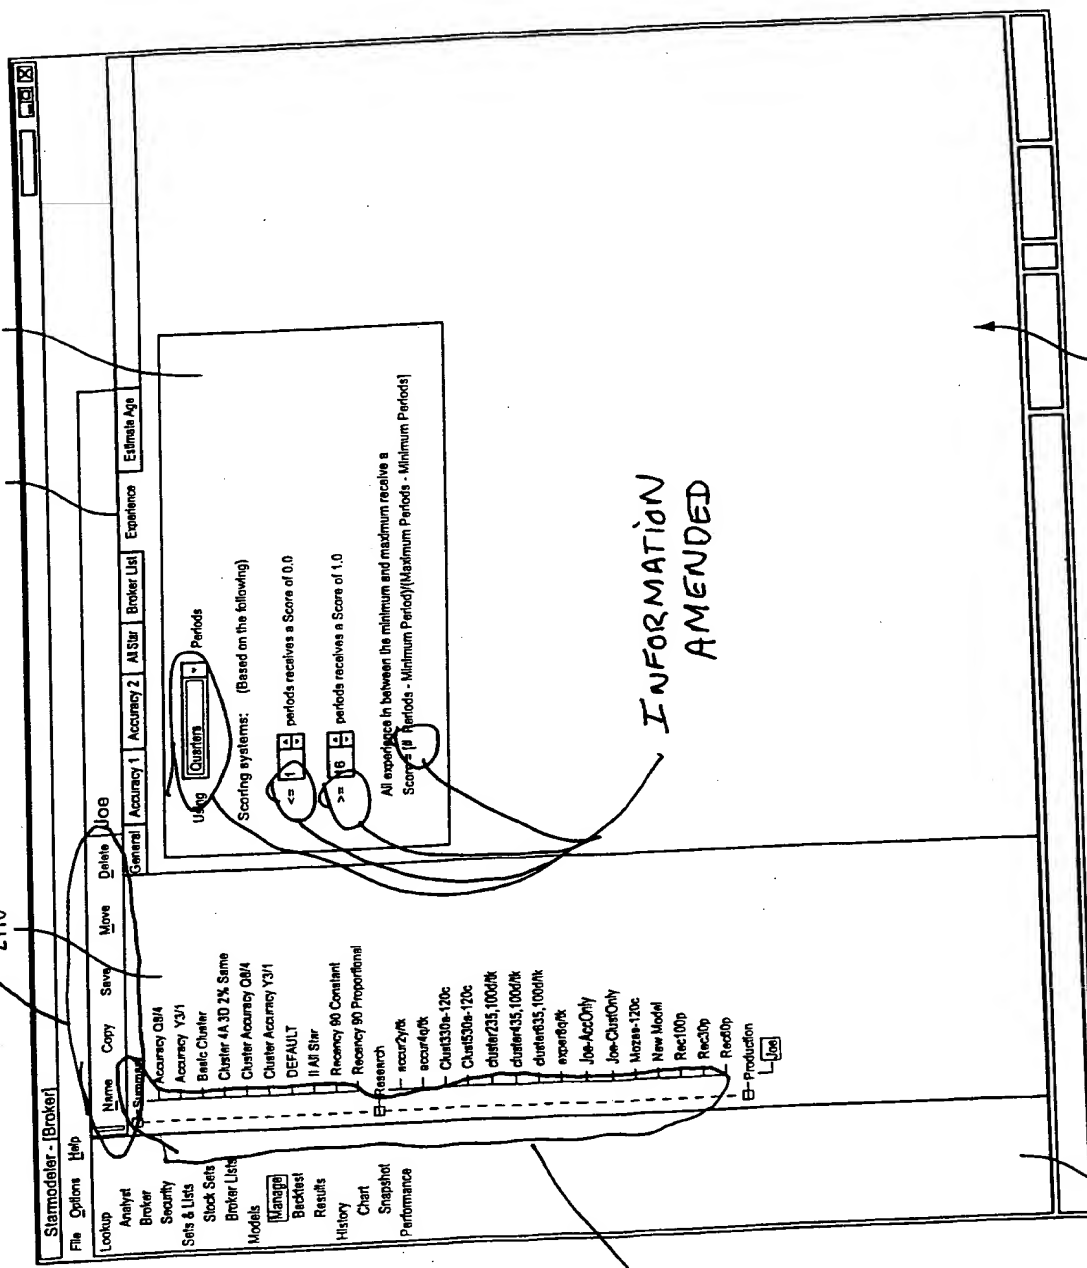 Starmodeler - [Broker]
File Options Help
Lookup
Analyst
Broker
Security
Sets & Lists
Stock Sets
Broker Lists
Models
Manage
Backtest
Results
History
Chart
Snapshot
Performance
Name Copy Save Move Delete Joe
Summary
Accuracy Q8/4
Accuracy Y3/1
Basic Cluster
Cluster 4A 3D 2% Same
Cluster Accuracy Q8/4
Cluster Accuracy Y3/1
DEFAULT
II All Star
Recency 90 Constant
Recency 90 Proportional
Research
accur2y/tk
accur4q/tk
Clust330s-120c
Clust530s-120c
cluster235,100d/tk
cluster435,100d/tk
cluster635,100d/tk
exper8q/tk
Joe-AccOnly
Joe-ClustOnly
Mozes-120c
New Model
Rec100p
Rec30p
Rec60p
Production
Joe
General Accuracy 1 Accuracy 2 All Star Broker List Experience Estimate Age
Using Quarters Periods
Scoring systems: (Based on the following)
<= 1 periods receives a Score of 0.0
>= 16 periods receives a Score of 1.0
All experience in between the minimum and maximum receive a
Score = [# Periods - Minimum Period]/[Maximum Periods - Minimum Periods]
INFORMATION
AMENDED
2110